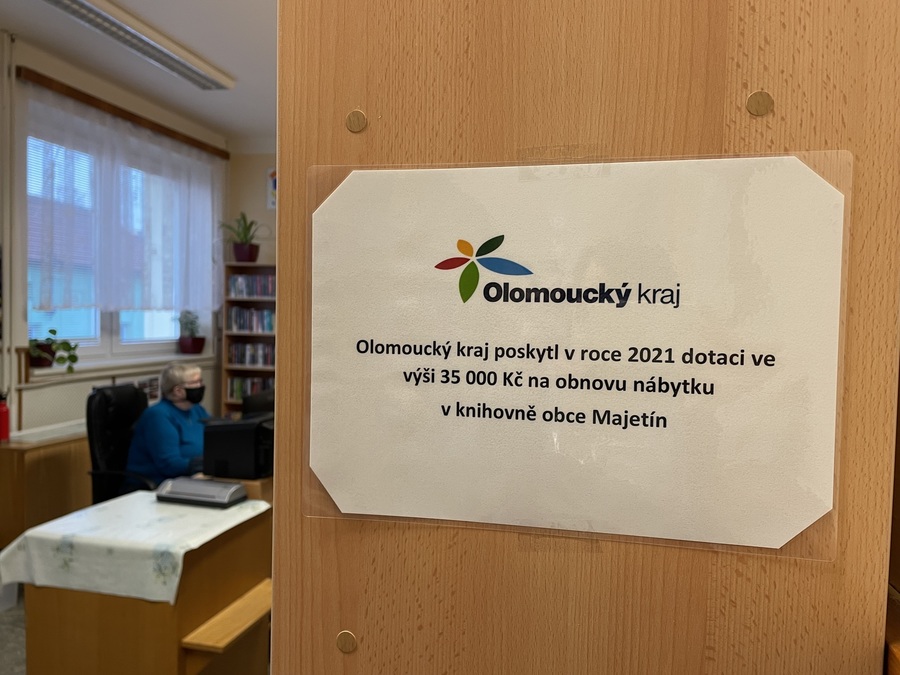 Olomoucký kraj
Olomoucký kraj poskytl v roce 2021 dotaci ve
výši 35 000 Kč na obnovu nábytku
v knihovně obce Majetín